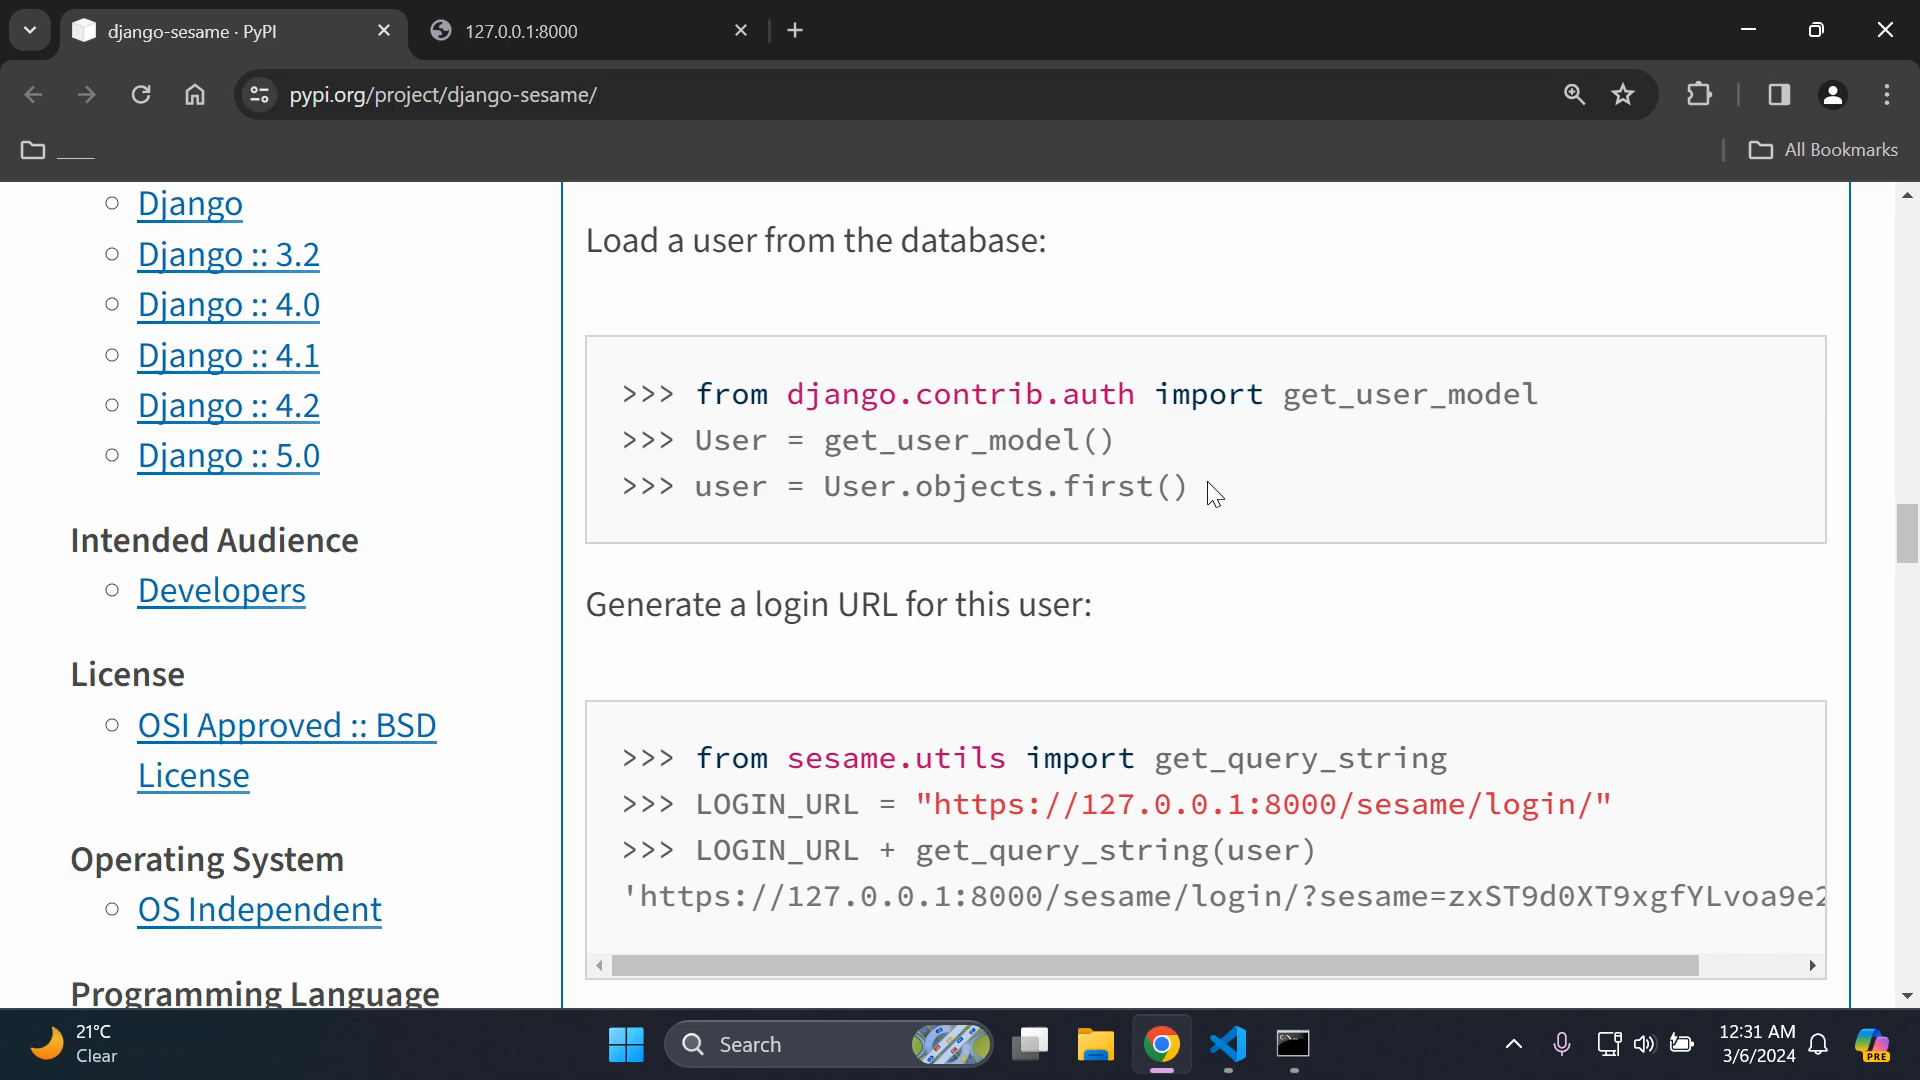 django-sesame · PyPI
127.0.0.1:8000
pypi.org/project/django-sesame/
___
All Bookmarks
Django
Django :: 3.2
Django :: 4.0
Django :: 4.1
Django :: 4.2
Django :: 5.0
Intended Audience
Developers
License
OSI Approved :: BSD
License
Operating System
OS Independent
Programming Language
Load a user from the database:
>>> from django.contrib.auth import get_user_model
>>> User = get_user_model()
>>> user = User.objects.first()
Generate a login URL for this user:
>>> from sesame.utils import get_query_string
>>> LOGIN_URL = "https://127.0.0.1:8000/sesame/login/"
>>> LOGIN_URL + get_query_string(user)
'https://127.0.0.1:8000/sesame/login/?sesame=zxST9d0XT9xgfYLvoa9e2
21°C
Clear
Search
12:31 AM
3/6/2024
PRE